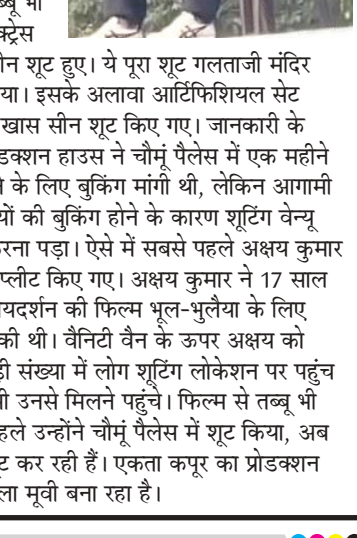 ब्बू भी
क्ट्रेस
ीन शूट हुए। ये पूरा शूट गलताजी मंदिर
या। इसके अलावा आर्टिफिशियल सेट
खास सीन शूट किए गए। जानकारी के
डक्शन हाउस ने चौमूं पैलेस में एक महीने
े के लिए बुकिंग मांगी थी, लेकिन आगामी
यों की बुकिंग होने के कारण शूटिंग वेन्यू
रना पड़ा। ऐसे में सबसे पहले अक्षय कुमार
प्लीट किए गए। अक्षय कुमार ने 17 साल
यदर्शन की फिल्म भूल-भुलैया के लिए
की थी। वैनिटी वैन के ऊपर अक्षय को
ड़ी संख्या में लोग शूटिंग लोकेशन पर पहुंच
ी उनसे मिलने पहुंचे। फिल्म से तब्बू भी
हले उन्होंने चौमूं पैलेस में शूट किया, अब
ट कर रही हैं। एकता कपूर का प्रोडक्शन
ला मूवी बना रहा है।